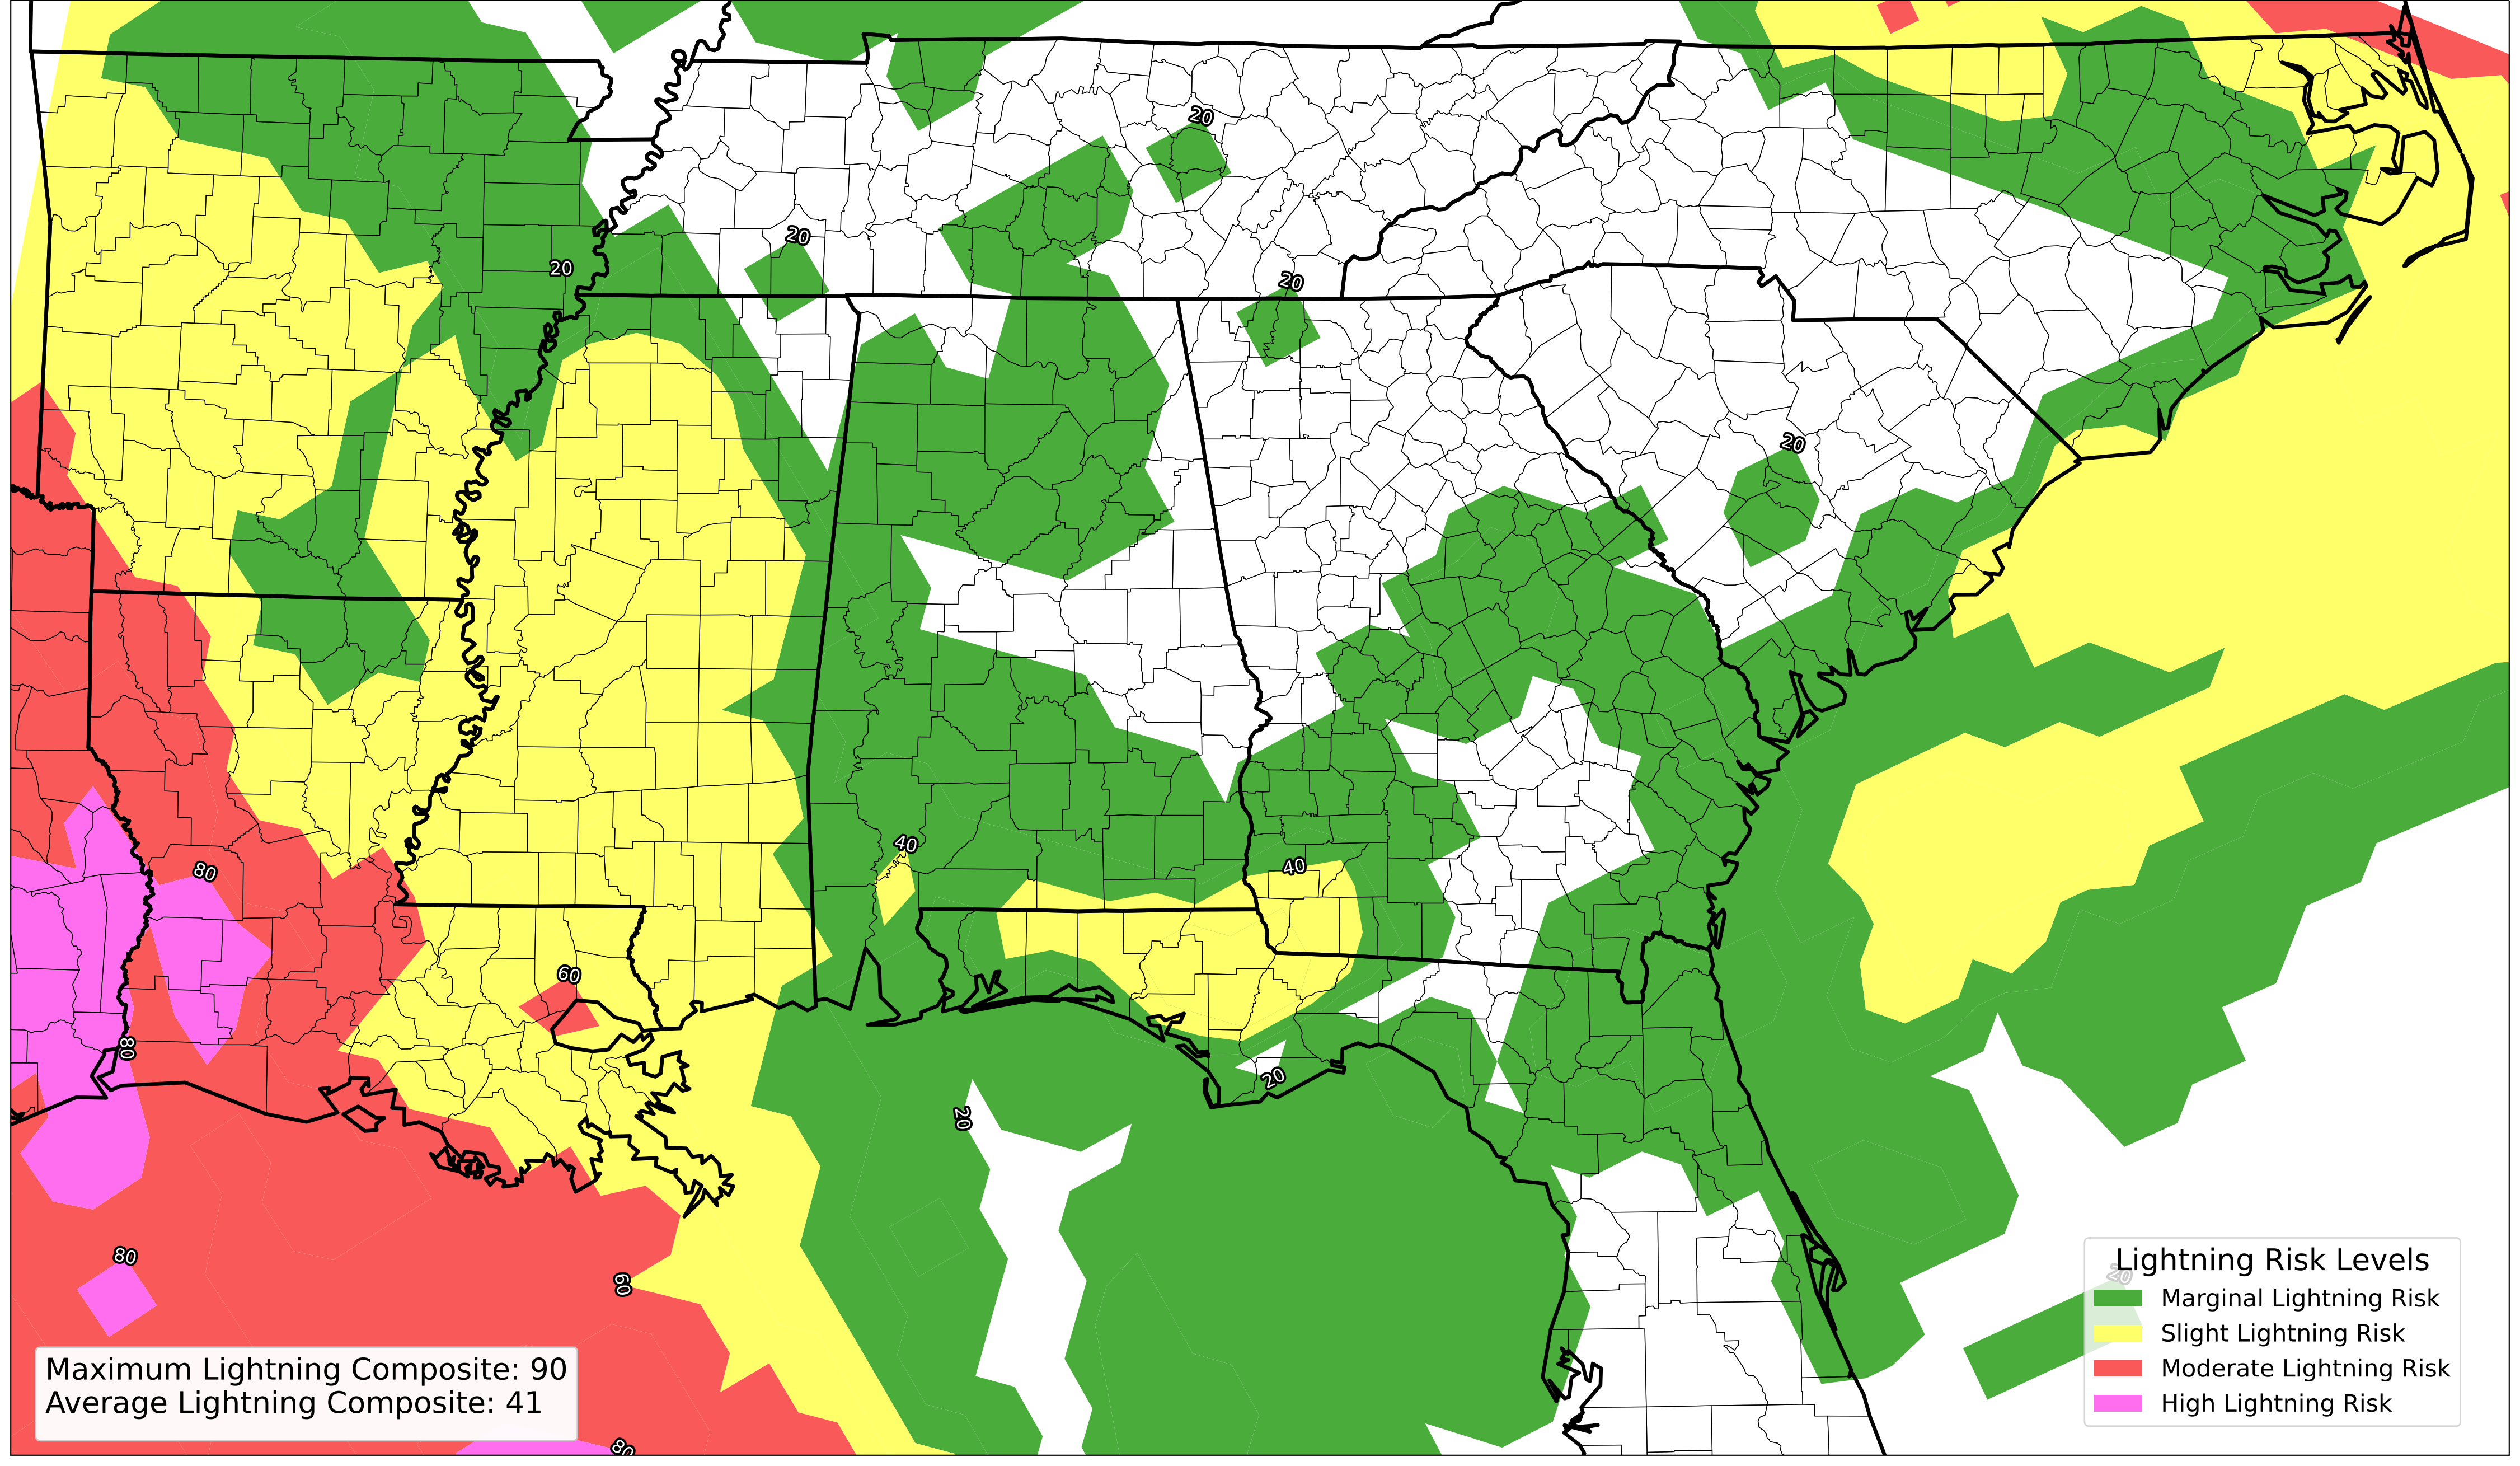 20
20
20
20
20
40
40
80
60
80
20
20
80
60
20
Lightning Risk Levels
Marginal Lightning Risk
Slight Lightning Risk
Moderate Lightning Risk
High Lightning Risk
Maximum Lightning Composite: 90
Average Lightning Composite: 41
80